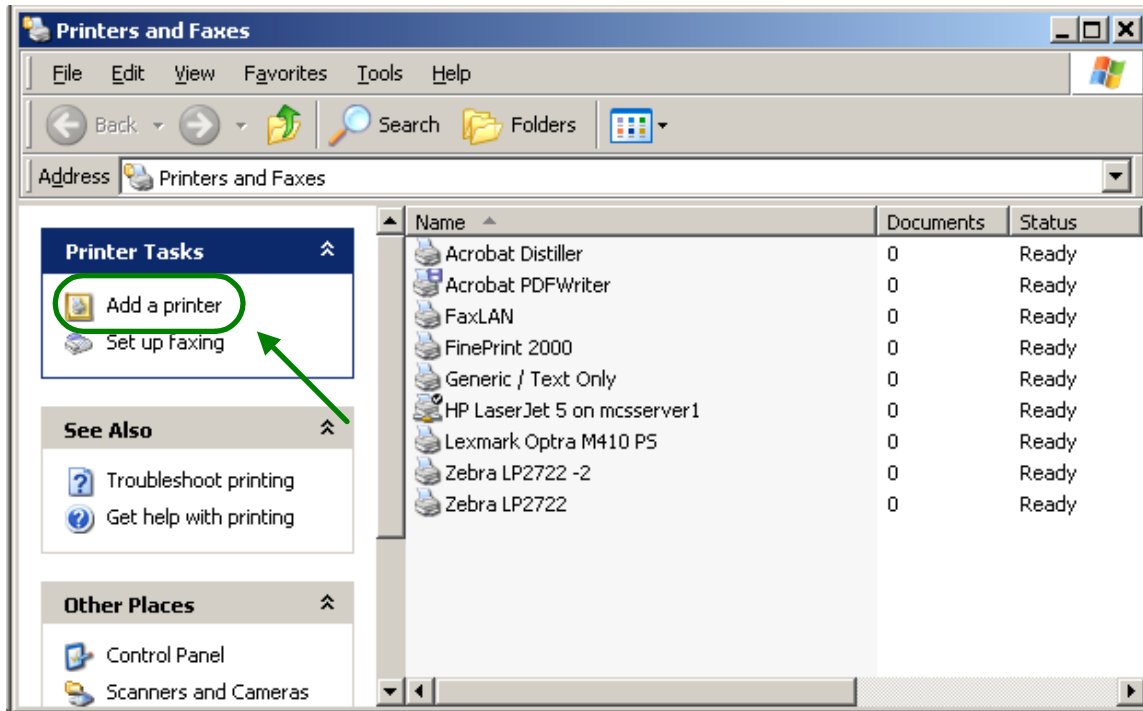 Printers and Faxes
File Edit View Favorites Tools Help
Back Search Folders
Address Printers and Faxes
Printer Tasks
Add a printer
Set up faxing
See Also
Troubleshoot printing
Get help with printing
Other Places
Control Panel
Scanners and Cameras
Name Documents Status
Acrobat Distiller 0 Ready
Acrobat PDFWriter 0 Ready
FaxLAN 0 Ready
FinePrint 2000 0 Ready
Generic / Text Only 0 Ready
HP LaserJet 5 on mcsserver1 0 Ready
Lexmark Optra M410 PS 0 Ready
Zebra LP2722 -2 0 Ready
Zebra LP2722 0 Ready